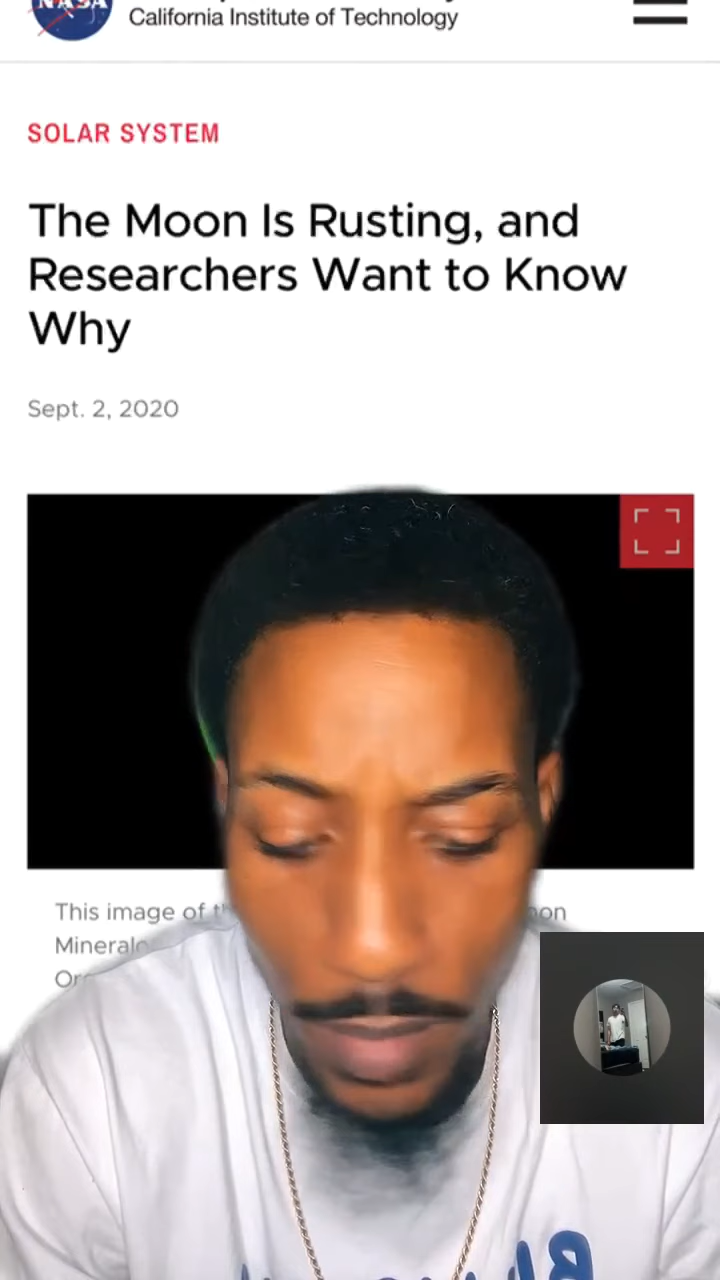 NASA
California Institute of Technology
SOLAR SYSTEM
The Moon Is Rusting, and
Researchers Want to Know
Why
Sept. 2, 2020
This image of